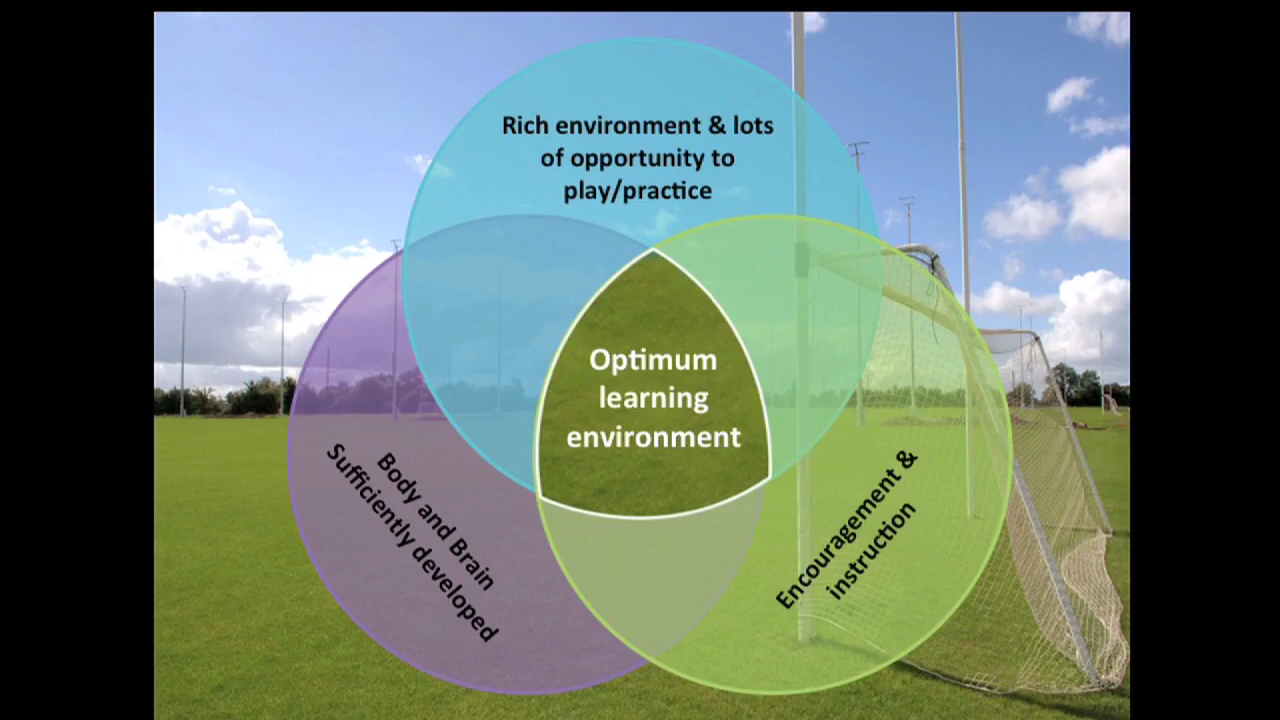 Rich environment & lots
of opportunity to
play/practice
Optimum
learning
environment
Body and Brain
Sufficiently developed
Encouragement &
instruction